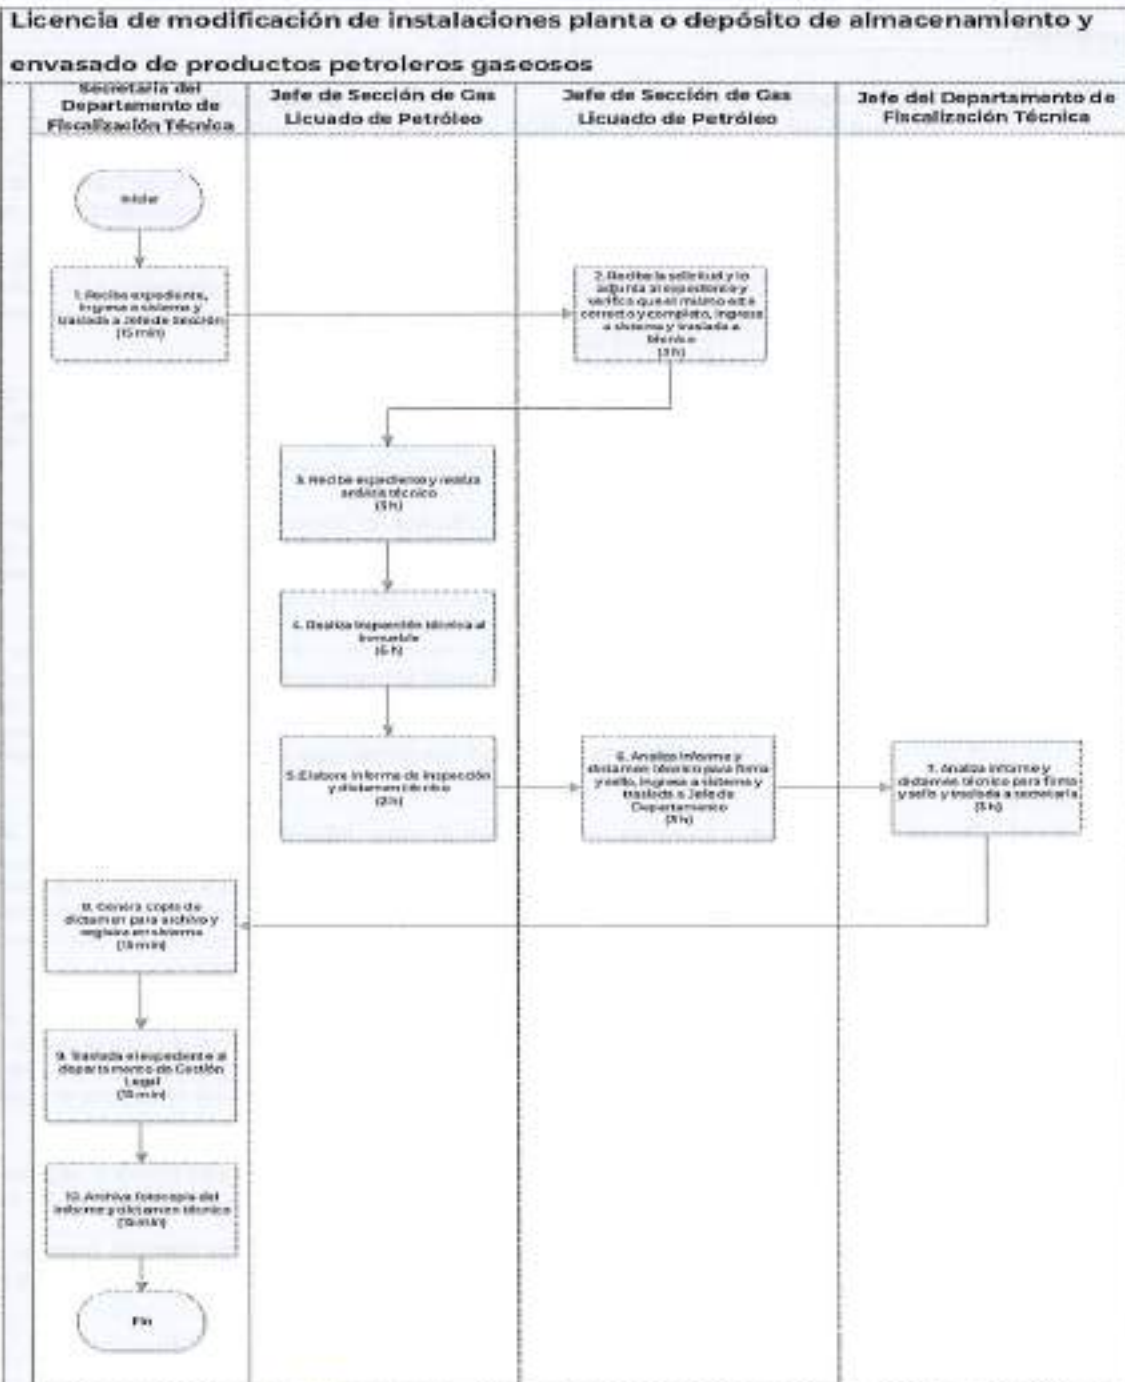 Licencia de modificación de instalaciones planta o depósito de almacenamiento y
envasado de productos petroleros gaseosos
Secretaria del
Departamento de
Fiscalización Técnica
Jefe de Sección de Gas
Licuado de Petróleo
Jefe de Sección de Gas
Licuado de Petróleo
Jefe del Departamento de
Fiscalización Técnica
Iniciar
1. Recibe expediente,
ingresa a sistema y
traslada a Jefe de Sección
(15 min)
2. Recibe la solicitud y lo
adjunta al expediente y
verifica que el mismo esté
correcto y completo, ingresa
a sistema y traslada a
técnico
3. Recibe expediente y realiza
análisis técnico
4. Realiza inspección técnica al
inmueble
5. Elabora informe de inspección
y dictamen técnico
6. Analiza informe y
dictamen técnico para firma
y sello, ingresa a sistema y
traslada a Jefe de
Departamento
7. Analiza informe y
dictamen técnico para firma
y sello y traslada a secretaria
8. Genera copia de
dictamen para archivo y
registra en sistema
(15 min)
9. Traslada el expediente al
departamento de Gestión
Legal
(15 min)
10. Archiva fotocopia del
informe y dictamen técnico
(15 min)
Fin